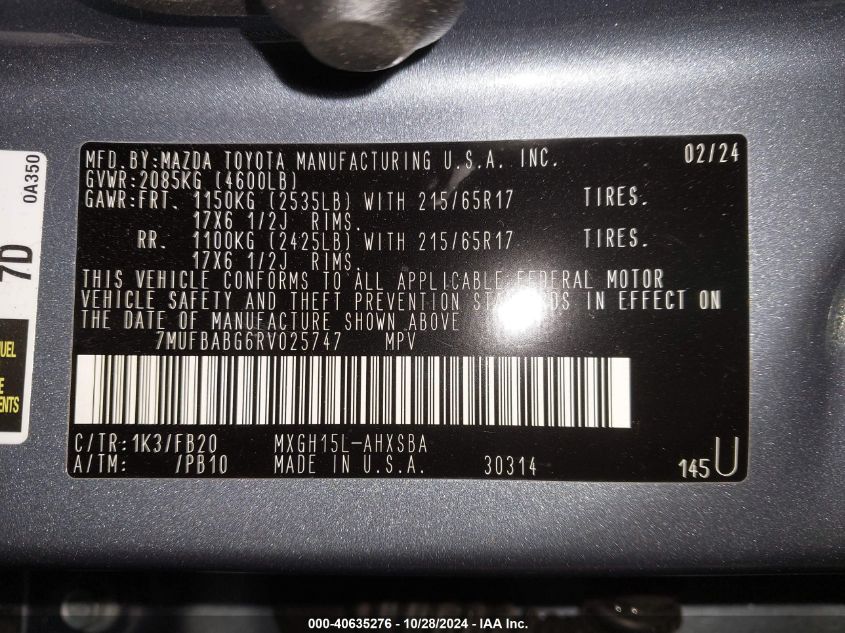 MFD.BY:MAZDA TOYOTA MANUFACTURING U.S.A. INC. 02/24
GVWR:2085KG (4600LB)
GAWR:FRT. 1150KG (2535LB) WITH 215/65R17 TIRES.
17X6 1/2J RIMS.
RR. 1100KG (2425LB) WITH 215/65R17 TIRES.
17X6 1/2J RIMS.
THIS VEHICLE CONFORMS TO ALL APPLICABLE FEDERAL MOTOR
VEHICLE SAFETY AND THEFT PREVENTION STANDARDS IN EFFECT ON
THE DATE OF MANUFACTURE SHOWN ABOVE
7MUFBABG6RV025747 MPV
C/TR:1K3/FB20 MXGH15L-AHXSBA
A/TM: /PB10 MADE IN U.S.A. 30314 145U
0A350
7D
000-40635276 - 10/28/2024 - IAA Inc.